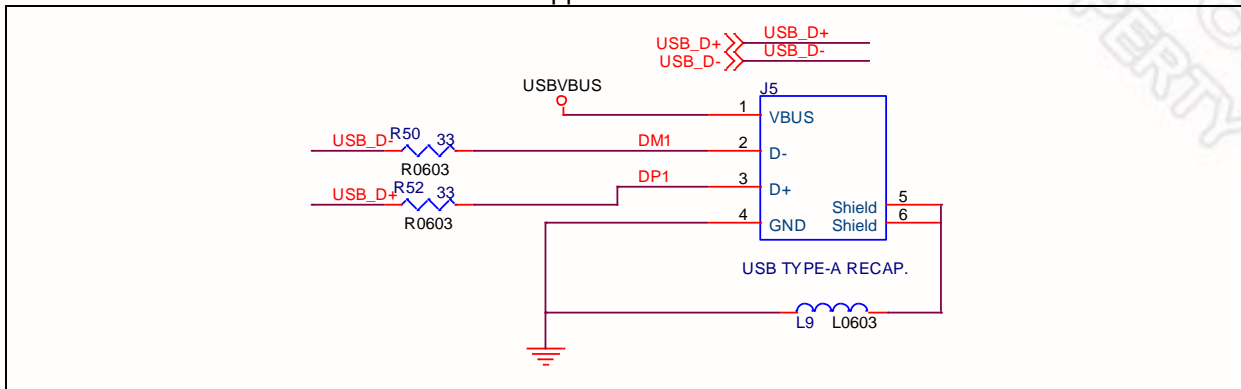 USB_D+ USB_D+
USB_D- USB_D-
USBVBUS
J5
1 VBUS
USB_D- R50 33 DM1 2 D-
R0603
USB_D+ R52 33 DP1 3 D+
R0603
Shield 5
4 GND Shield 6
USB TYPE-A RECAP.
L9 L0603
PERTY